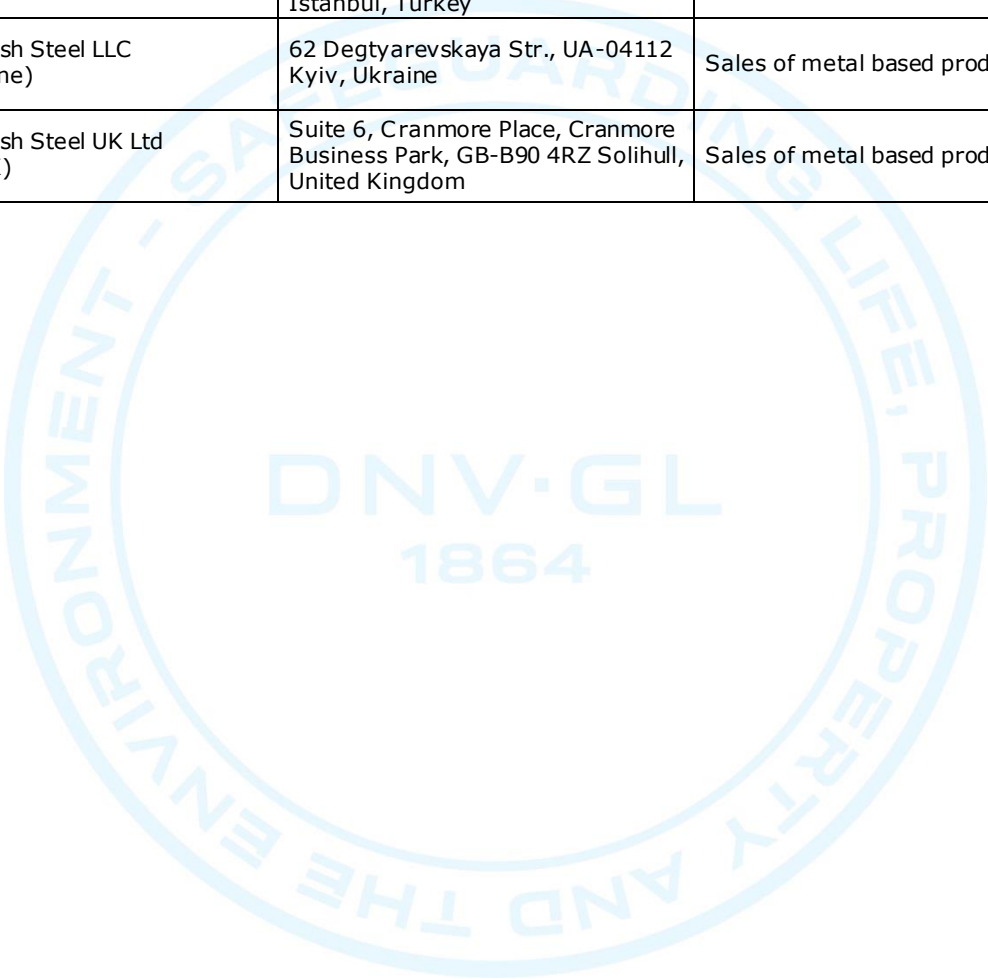 Istanbul, Turkey
sh Steel LLC
ne)
62 Degtyarevskaya Str., UA-04112
Kyiv, Ukraine
Sales of metal based prod
sh Steel UK Ltd
)
Suite 6, Cranmore Place, Cranmore
Business Park, GB-B90 4RZ Solihull,
United Kingdom
Sales of metal based prod
SAFEGUARDING LIFE, PROPERTY AND THE ENVIRONMENT -
DNV·GL
1864